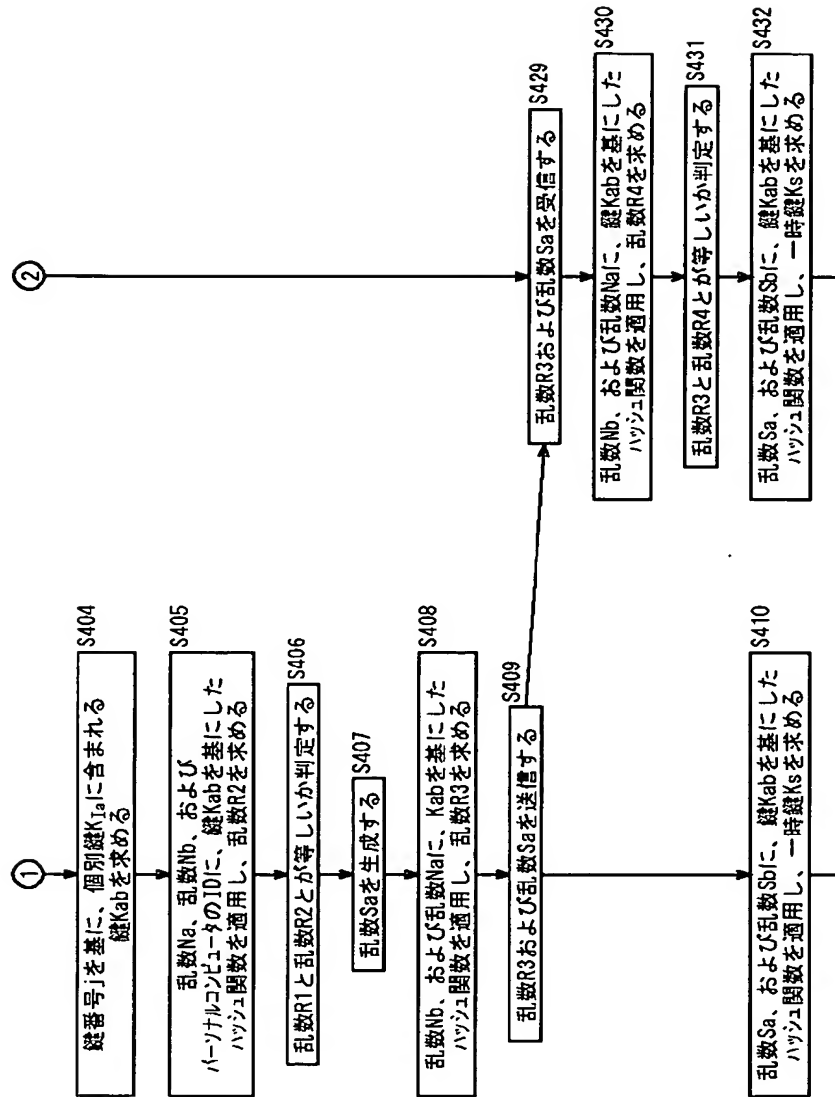 ①
S404
鍵番号jを基に、個別鍵K_Iaに含まれる
鍵Kabを求める
S405
乱数Na、乱数Nb、および
パーソナルコンピュータのIDに、鍵Kabを基にした
ハッシュ関数を適用し、乱数R2を求める
S406
乱数R1と乱数R2とが等しいか判定する
S407
乱数Saを生成する
S408
乱数Nb、および乱数Naに、Kabを基にした
ハッシュ関数を適用し、乱数R3を求める
S409
乱数R3および乱数Saを送信する
S410
乱数Sa、および乱数Sbに、鍵Kabを基にした
ハッシュ関数を適用し、一時鍵Ksを求める
②
S429
乱数R3および乱数Saを受信する
S430
乱数Nb、および乱数Naに、鍵Kabを基にした
ハッシュ関数を適用し、乱数R4を求める
S431
乱数R3と乱数R4とが等しいか判定する
S432
乱数Sa、および乱数Sbに、鍵Kabを基にした
ハッシュ関数を適用し、一時鍵Ksを求める